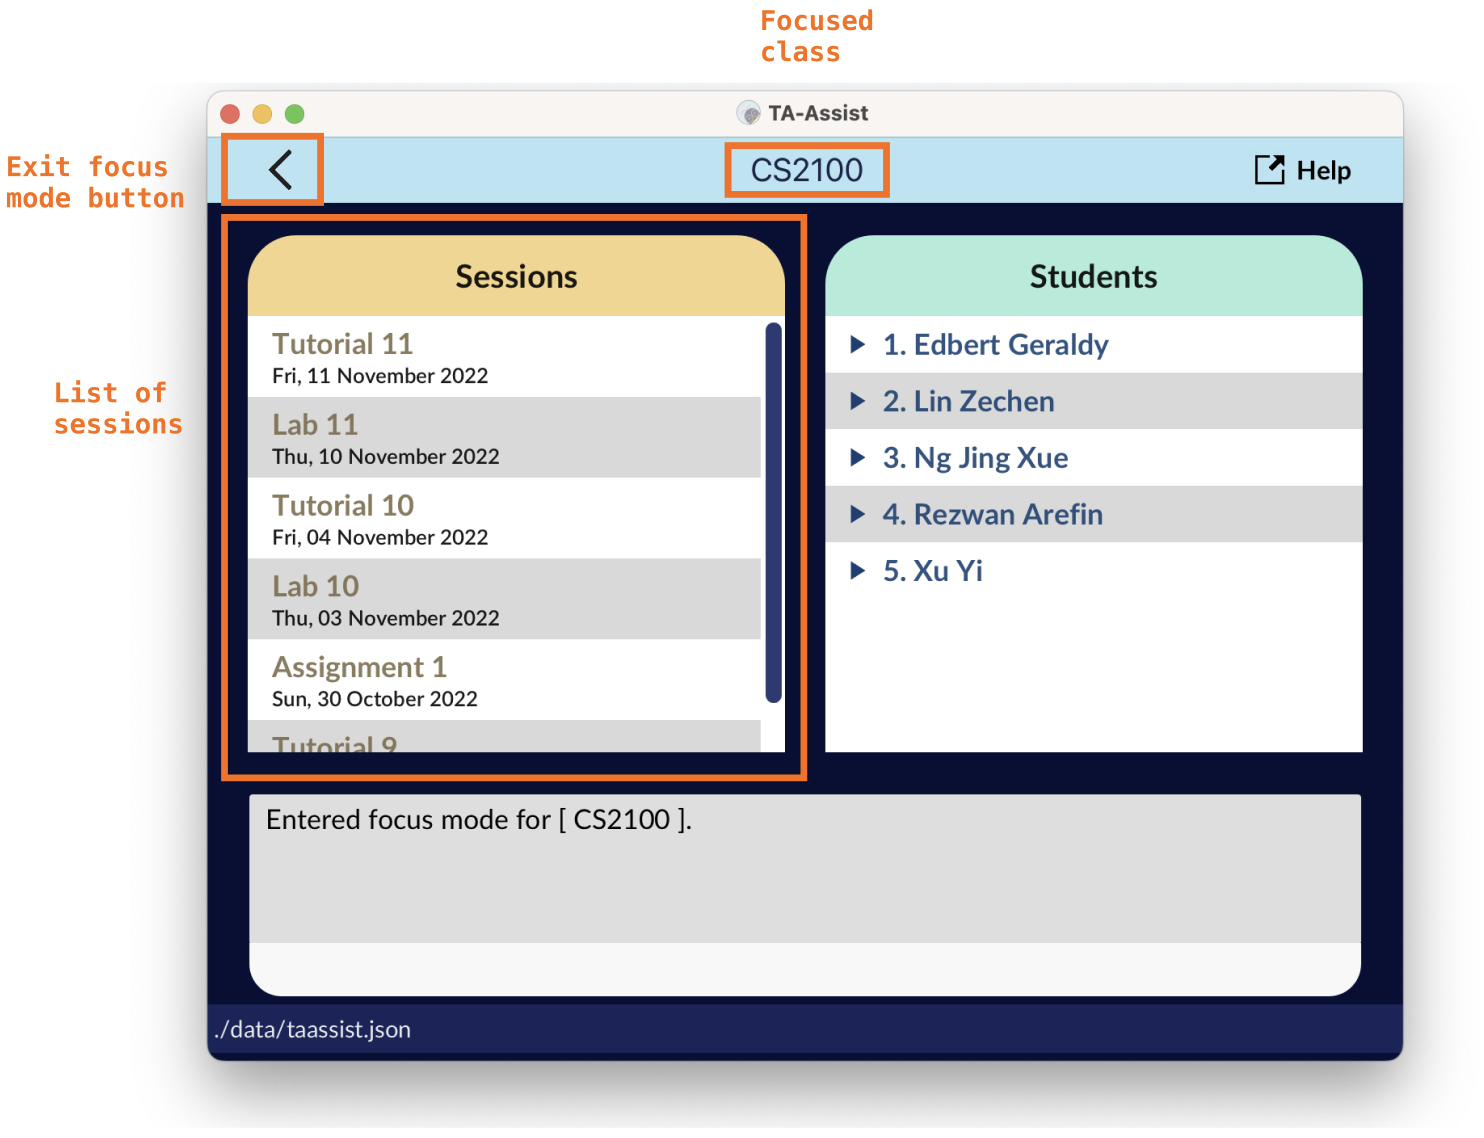 Focused
class
TA-Assist
Exit focus
mode button
CS2100
Help
Sessions
Tutorial 11
Fri, 11 November 2022
Lab 11
Thu, 10 November 2022
Tutorial 10
Fri, 04 November 2022
Lab 10
Thu, 03 November 2022
Assignment 1
Sun, 30 October 2022
Tutorial 9
List of
sessions
Students
1. Edbert Geraldy
2. Lin Zechen
3. Ng Jing Xue
4. Rezwan Arefin
5. Xu Yi
Entered focus mode for [ CS2100 ].
./data/taassist.json